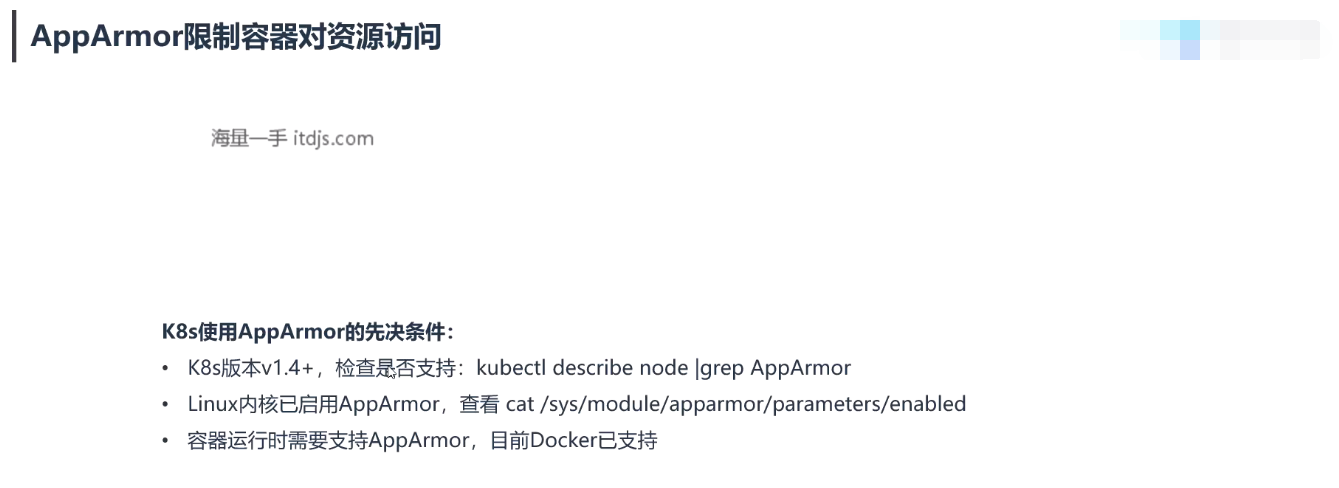 AppArmor限制容器对资源访问
海量一手 itdjs.com
K8s使用AppArmor的先决条件：
• K8s版本v1.4+，检查是否支持：kubectl describe node |grep AppArmor
• Linux内核已启用AppArmor，查看 cat /sys/module/apparmor/parameters/enabled
• 容器运行时需要支持AppArmor，目前Docker已支持